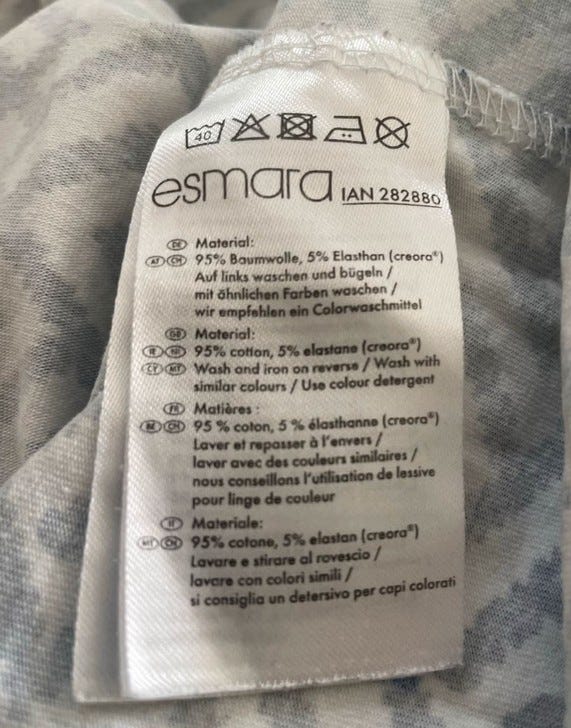 40
esmara IAN 282880
DE Material:
AT CH 95% Baumwolle, 5% Elasthan (creora®)
Auf links waschen und bügeln /
mit ähnlichen Farben waschen /
wir empfehlen ein Colorwaschmittel
GB Material:
IE NI 95% cotton, 5% elastane (creora®)
CY MT Wash and iron on reverse / Wash with
similar colours / Use colour detergent
FR Matières :
BE CH 95 % coton, 5 % élasthanne (creora®)
Laver et repasser à l'envers /
laver avec des couleurs similaires /
nous conseillons l'utilisation de lessive
pour linge de couleur
IT Materiale:
MT CH 95% cotone, 5% elastan (creora®)
Lavare e stirare al rovescio /
lavare con colori simili /
si consiglia un detersivo per capi colorati